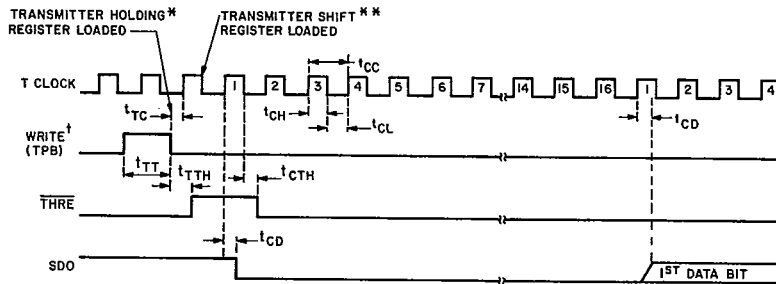 TRANSMITTER HOLDING* TRANSMITTER SHIFT**
REGISTER LOADED REGISTER LOADED
tCC
T CLOCK 1 2 3 4 5 6 7 14 15 16 1 2 3 4
tTC tCH tCL tCD
WRITE†
(TPB)
tTT tTTH tCTH
THRE
tCD
SDO 1ST DATA BIT